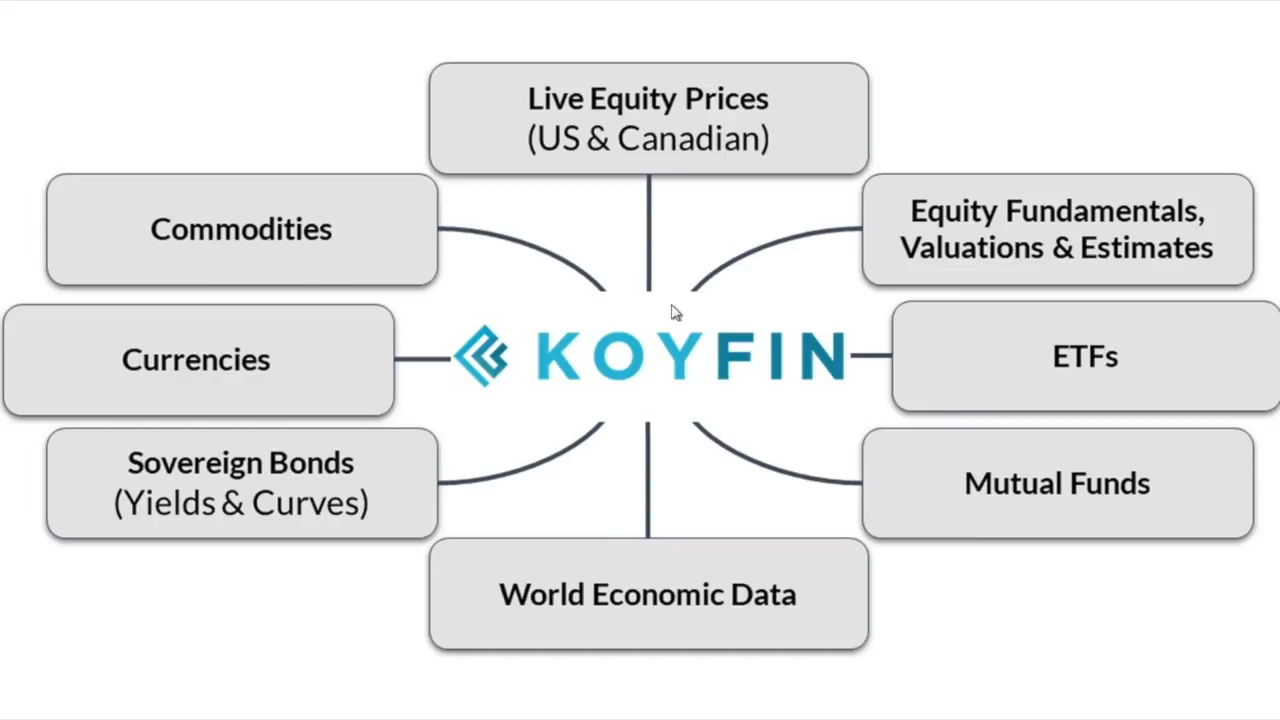 Live Equity Prices
(US & Canadian)
Commodities
Equity Fundamentals,
Valuations & Estimates
Currencies
KOYFIN
ETFs
Sovereign Bonds
(Yields & Curves)
Mutual Funds
World Economic Data